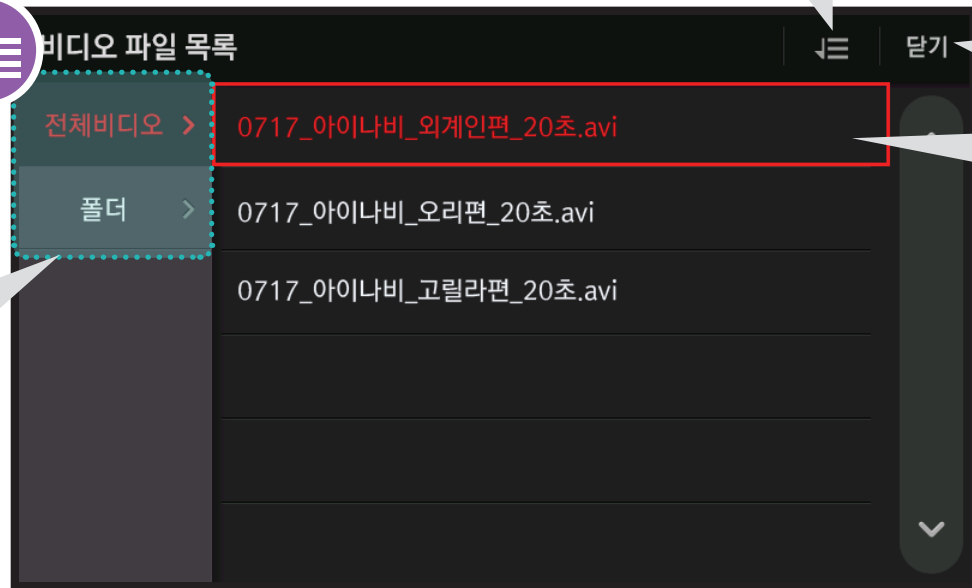 비디오 파일 목록
닫기
전체비디오
0717_아이나비_외계인편_20초.avi
폴더
0717_아이나비_오리편_20초.avi
0717_아이나비_고릴라편_20초.avi